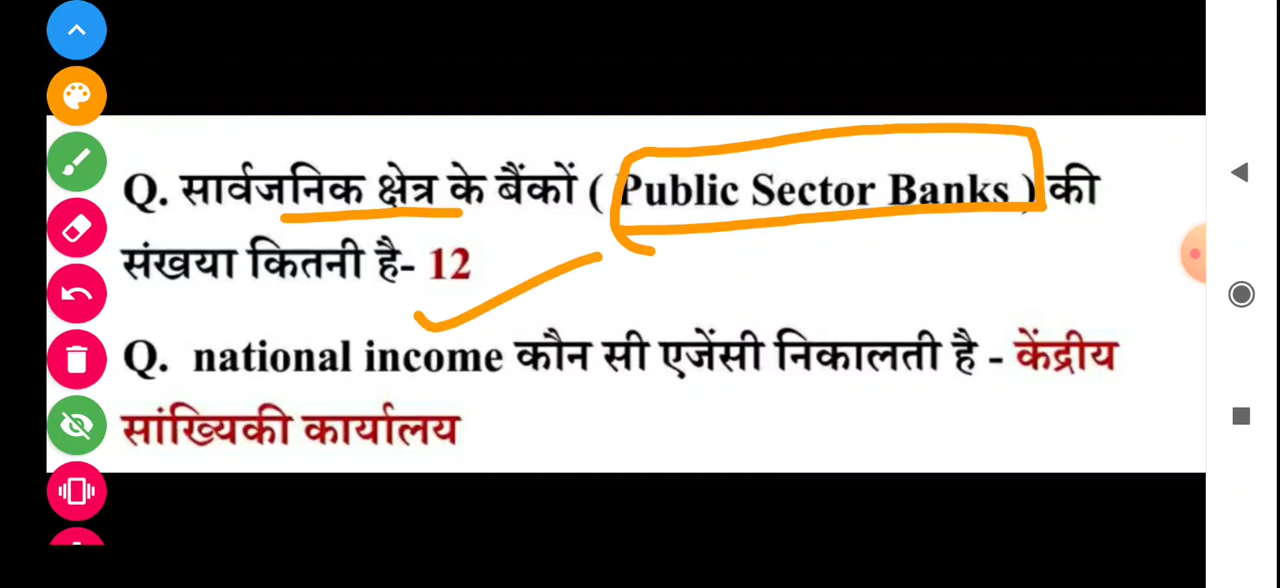 Q. सार्वजनिक क्षेत्र के बैंकों ( Public Sector Banks ) की
संखया कितनी है- 12
Q. national income कौन सी एजेंसी निकालती है - केंद्रीय
सांख्यिकी कार्यालय